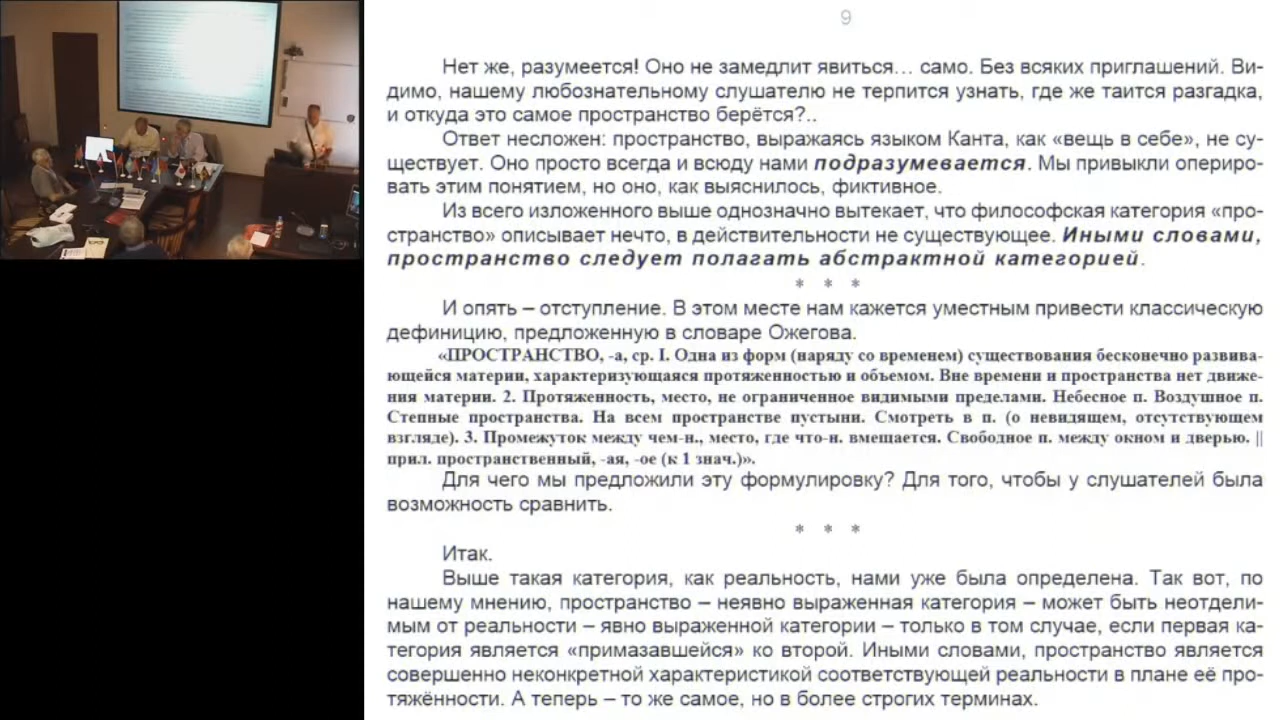 9
Нет же, разумеется! Оно не замедлит явиться… само. Без всяких приглашений. Ви-
димо, нашему любознательному слушателю не терпится узнать, где же таится разгадка,
и откуда это самое пространство берётся?..
Ответ несложен: пространство, выражаясь языком Канта, как «вещь в себе», не су-
ществует. Оно просто всегда и всюду нами подразумевается. Мы привыкли опериро-
вать этим понятием, но оно, как выяснилось, фиктивное.
Из всего изложенного выше однозначно вытекает, что философская категория «про-
странство» описывает нечто, в действительности не существующее. Иными словами,
пространство следует полагать абстрактной категорией.
* * *
И опять – отступление. В этом месте нам кажется уместным привести классическую
дефиницию, предложенную в словаре Ожегова.
«ПРОСТРАНСТВО, -а, ср. I. Одна из форм (наряду со временем) существования бесконечно развива-
ющейся материи, характеризующаяся протяженностью и объемом. Вне времени и пространства нет движе-
ния материи. 2. Протяженность, место, не ограниченное видимыми пределами. Небесное п. Воздушное п.
Степные пространства. На всем пространстве пустыни. Смотреть в п. (о невидящем, отсутствующем
взгляде). 3. Промежуток между чем-н., место, где что-н. вмещается. Свободное п. между окном и дверью. ||
прил. пространственный, -ая, -ое (к 1 знач.)».
Для чего мы предложили эту формулировку? Для того, чтобы у слушателей была
возможность сравнить.
* * *
Итак.
Выше такая категория, как реальность, нами уже была определена. Так вот, по
нашему мнению, пространство – неявно выраженная категория – может быть неотдели-
мым от реальности – явно выраженной категории – только в том случае, если первая ка-
тегория является «примазавшейся» ко второй. Иными словами, пространство является
совершенно неконкретной характеристикой соответствующей реальности в плане её про-
тяжённости. А теперь – то же самое, но в более строгих терминах.